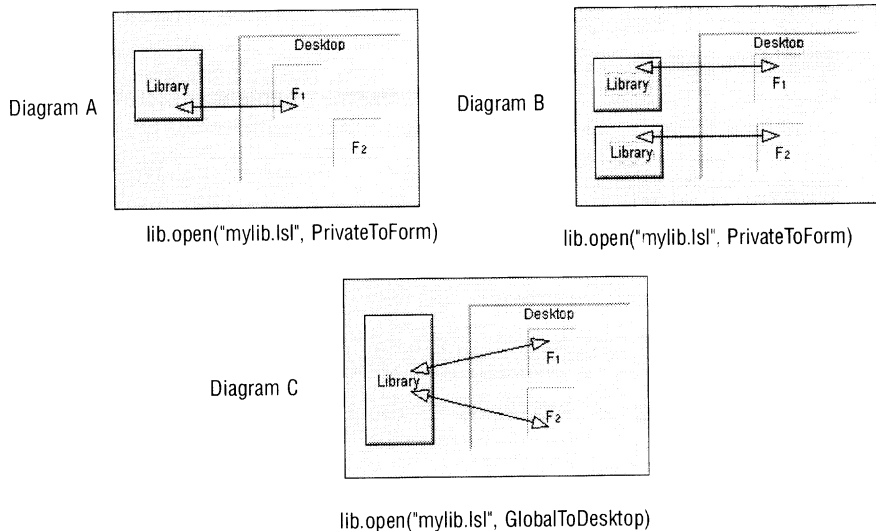 Diagram A
Library
Desktop
F1
F2
lib.open("mylib.lsl", PrivateToForm)
Diagram B
Library
Library
Desktop
F1
F2
lib.open("mylib.lsl", PrivateToForm)
Diagram C
Library
Desktop
F1
F2
lib.open("mylib.lsl", GlobalToDesktop)